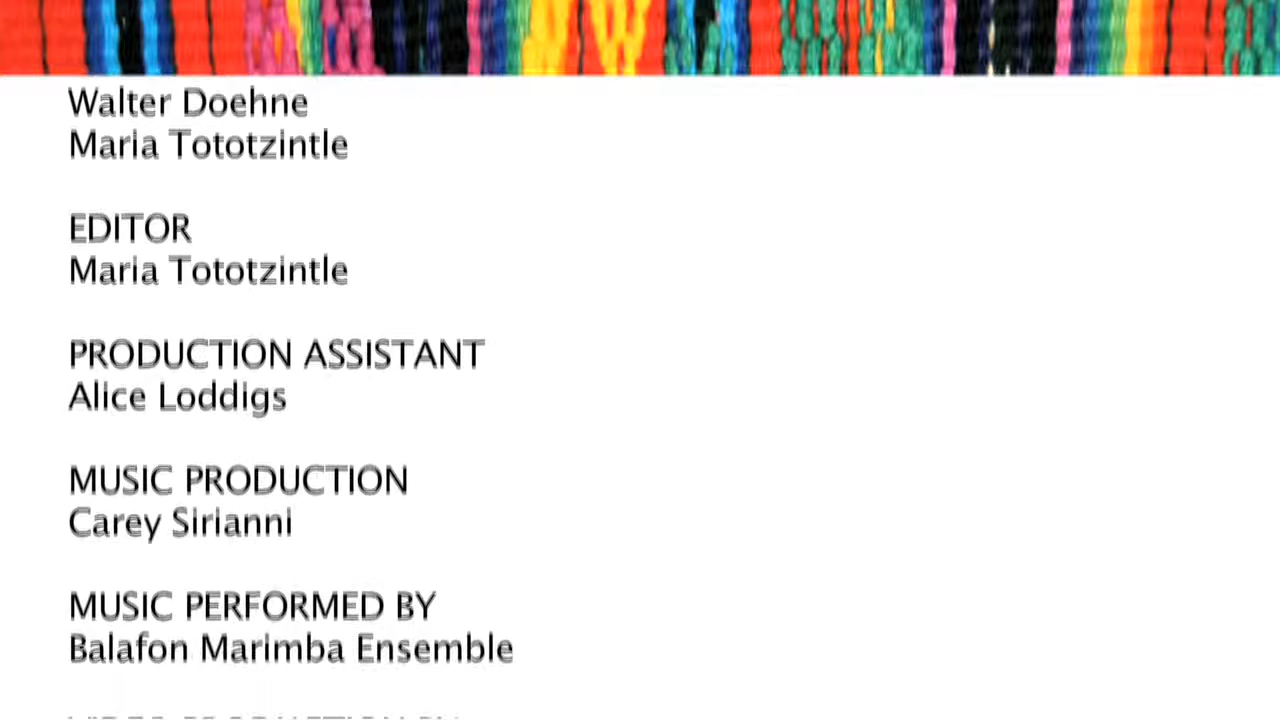 Walter Doehne
Maria Tototzintle
EDITOR
Maria Tototzintle
PRODUCTION ASSISTANT
Alice Loddigs
MUSIC PRODUCTION
Carey Sirianni
MUSIC PERFORMED BY
Balafon Marimba Ensemble